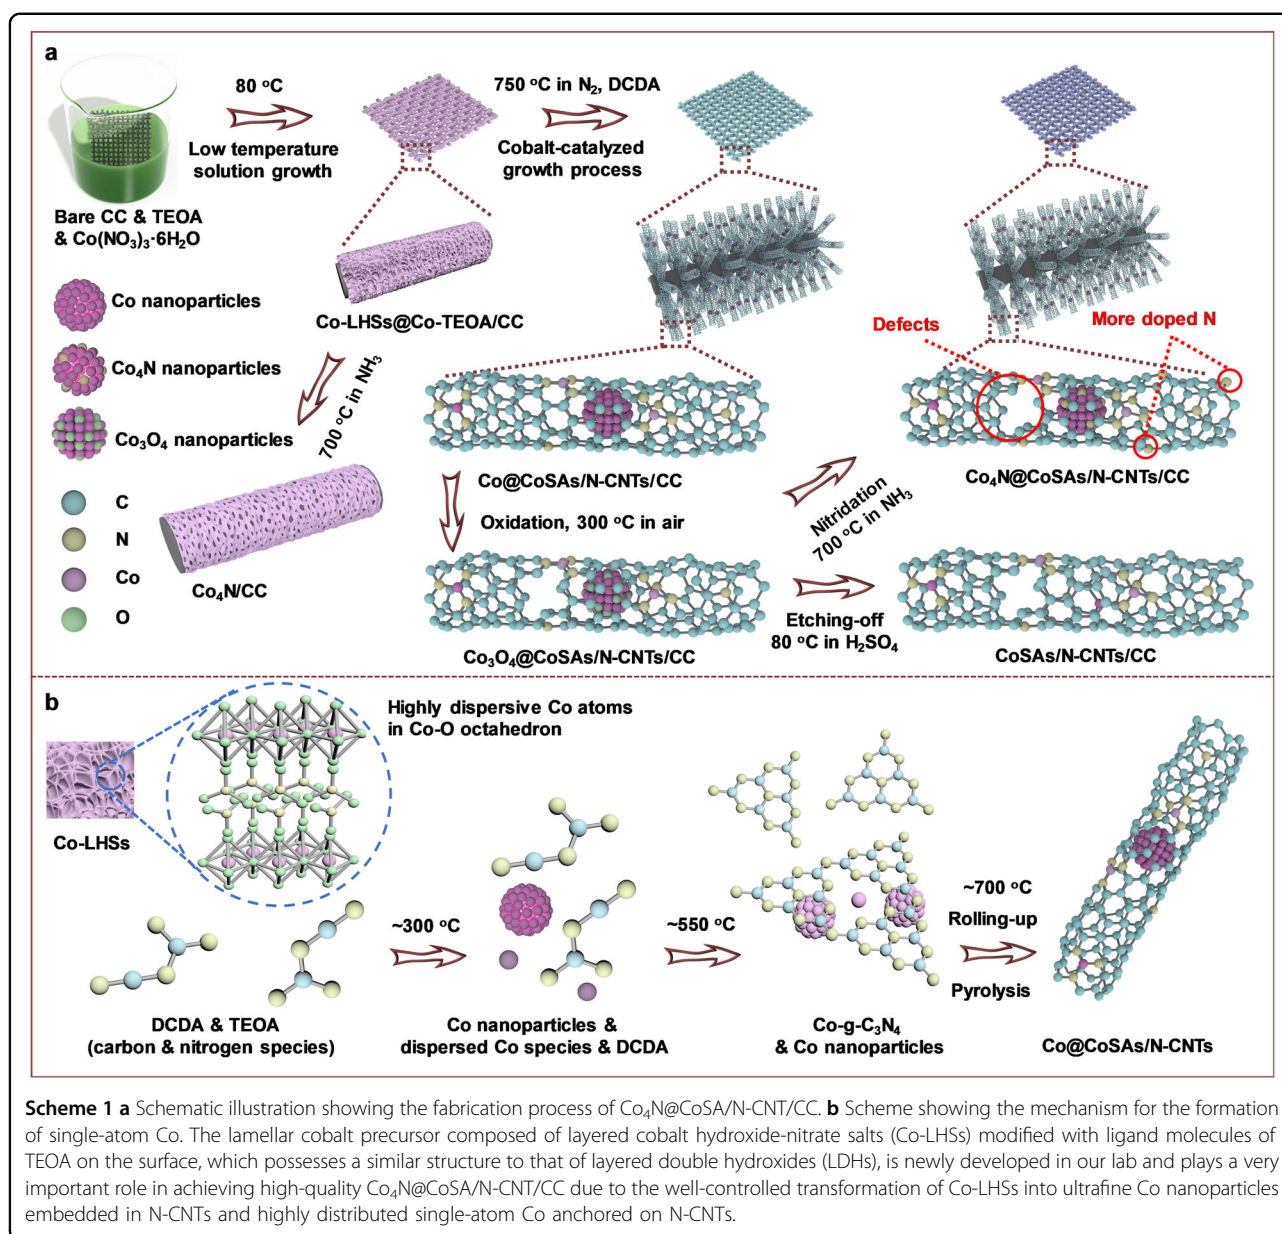 a
80 °C
Low temperature
solution growth
750 °C in N₂, DCDA
Cobalt-catalyzed
growth process
Bare CC & TEOA
& Co(NO₃)₃·6H₂O
Co nanoparticles
Co₄N nanoparticles
Co₃O₄ nanoparticles
C
N
Co
O
Co-LHSs@Co-TEOA/CC
700 °C in NH₃
Co₄N/CC
Co@CoSAs/N-CNTs/CC
Oxidation, 300 °C in air
Co₃O₄@CoSAs/N-CNTs/CC
Nitridation
700 °C in NH₃
Etching-off
80 °C in H₂SO₄
Defects
More doped N
Co₄N@CoSAs/N-CNTs/CC
CoSAs/N-CNTs/CC
b
Co-LHSs
Highly dispersive Co atoms
in Co-O octahedron
DCDA & TEOA
(carbon & nitrogen species)
~300 °C
Co nanoparticles &
dispersed Co species & DCDA
~550 °C
Co-g-C₃N₄
& Co nanoparticles
~700 °C
Rolling-up
Pyrolysis
Co@CoSAs/N-CNTs
Scheme 1 a Schematic illustration showing the fabrication process of Co₄N@CoSA/N-CNT/CC. b Scheme showing the mechanism for the formation
of single-atom Co. The lamellar cobalt precursor composed of layered cobalt hydroxide-nitrate salts (Co-LHSs) modified with ligand molecules of
TEOA on the surface, which possesses a similar structure to that of layered double hydroxides (LDHs), is newly developed in our lab and plays a very
important role in achieving high-quality Co₄N@CoSA/N-CNT/CC due to the well-controlled transformation of Co-LHSs into ultrafine Co nanoparticles
embedded in N-CNTs and highly distributed single-atom Co anchored on N-CNTs.